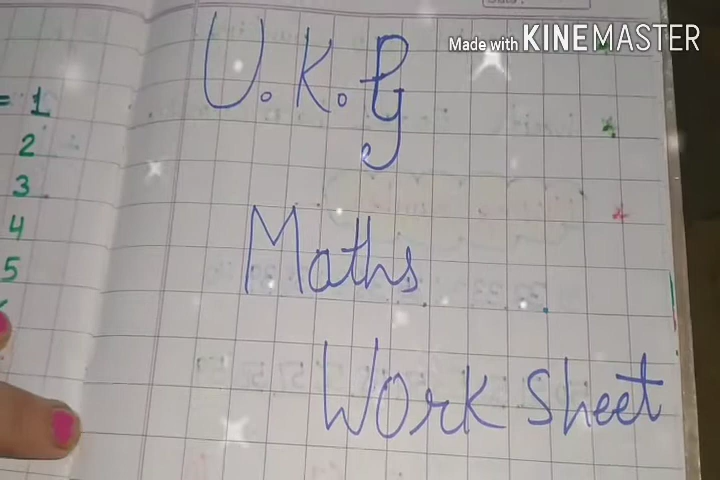 Made with KINEMASTER
U.K.G
Maths
Work Sheet
= 1
2
3
4
5